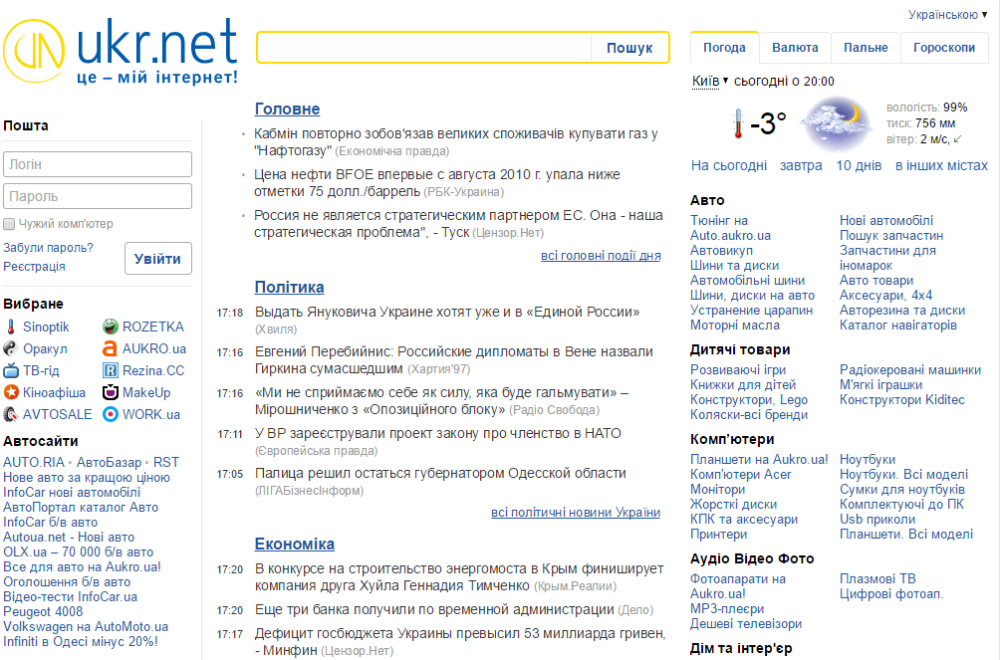 Українською
ukr.net
це – мій інтернет!
Пошук
Погода
Валюта
Пальне
Гороскопи
Київ сьогодні о 20:00
-3°
вологість: 99%
тиск: 756 мм
вітер: 2 м/с,
На сьогодні завтра 10 днів в інших містах
Пошта
Логін
Пароль
Чужий комп'ютер
Забули пароль?
Реєстрація
Увійти
Вибране
Sinoptik
ROZETKA
Оракул
AUKRO.ua
ТВ-гід
Rezina.CC
Кіноафіша
MakeUp
AVTOSALE
WORK.ua
Автосайти
AUTO.RIA · АвтоБазар · RST
Нове авто за кращою ціною
InfoCar нові автомобілі
АвтоПортал каталог Авто
InfoCar б/в авто
Autoua.net - Нові авто
OLX.ua – 70 000 б/в авто
Все для авто на Aukro.ua!
Оголошення б/в авто
Відео-тести InfoCar.ua
Peugeot 4008
Volkswagen на AutoMoto.ua
Infiniti в Одесі мінус 20%!
Головне
Кабмін повторно зобов'язав великих споживачів купувати газ у
"Нафтогазу" (Економічна правда)
Цена нефти BFOE впервые с августа 2010 г. упала ниже
отметки 75 долл./баррель (РБК-Украина)
Россия не является стратегическим партнером ЕС. Она - наша
стратегическая проблема", - Туск (Цензор.Нет)
всі головні події дня
Політика
17:18 Выдать Януковича Украине хотят уже и в «Единой России»
(Хвиля)
17:16 Евгений Перебийнис: Российские дипломаты в Вене назвали
Гиркина сумасшедшим (Хартия'97)
17:16 «Ми не сприймаємо себе як силу, яка буде гальмувати» –
Мірошниченко з «Опозиційного блоку» (Радіо Свобода)
17:11 У ВР зареєстрували проект закону про членство в НАТО
(Європейська правда)
17:05 Палица решил остаться губернатором Одесской области
(ЛІГАБізнесІнформ)
всі політичні новини України
Економіка
17:20 В конкурсе на строительство энергомоста в Крым финиширует
компания друга Хуйла Геннадия Тимченко (Крым.Реалии)
17:20 Еще три банка получили по временной администрации (Дело)
17:17 Дефицит госбюджета Украины превысил 53 миллиарда гривен,
- Минфин (Цензор.Нет)
Авто
Тюнінг на
Auto.aukro.ua
Автовикуп
Шини та диски
Автомобільні шини
Шини, диски на авто
Устранение царапин
Моторні масла
Нові автомобілі
Пошук запчастин
Запчастини для
іномарок
Авто товари
Аксесуари, 4x4
Авторезина та диски
Каталог навігаторів
Дитячі товари
Розвиваючі ігри
Книжки для дітей
Конструктори, Lego
Коляски-всі бренди
Радіокеровані машинки
М'які іграшки
Конструктори Kiditec
Комп’ютери
Планшети на Aukro.ua!
Комп'ютери Acer
Монітори
Жорсткі диски
КПК та аксесуари
Принтери
Ноутбуки
Ноутбуки. Всі моделі
Сумки для ноутбуків
Комплектуючі до ПК
Usb приколи
Планшети. Всі моделі
Аудіо Відео Фото
Фотоапарати на
Aukro.ua!
MP3-плеєри
Дешеві телевізори
Плазмові ТВ
Цифрові фотоап.
Дім та інтер'єр